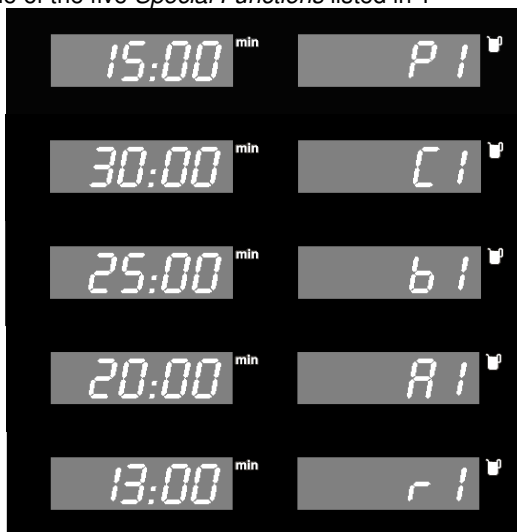 of the five Special Functions listed in
15:00 min P1
30:00 min C1
25:00 min b1
20:00 min A1
13:00 min r1